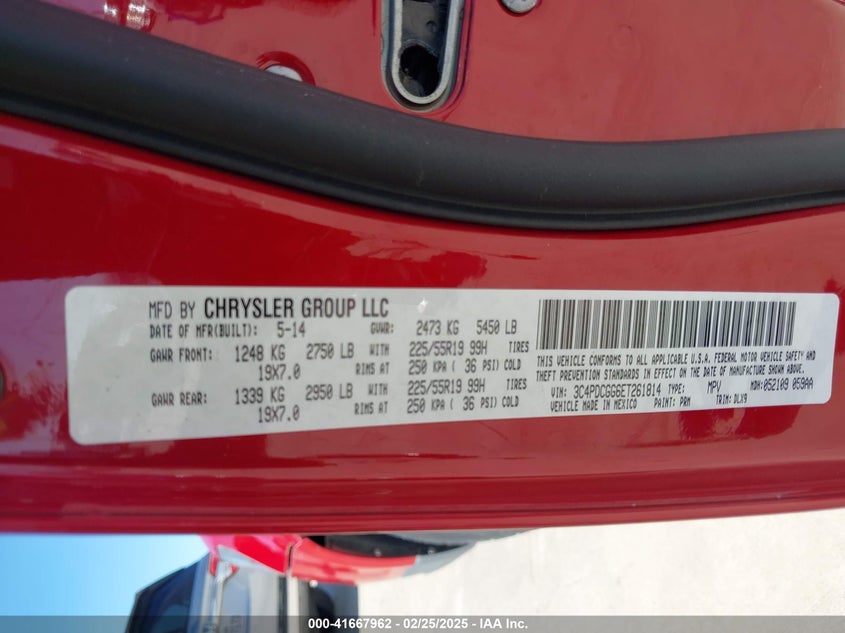 MFD BY CHRYSLER GROUP LLC
DATE OF MFR(BUILT): 5-14 GVWR: 2473 KG 5450 LB
GAWR FRONT: 1248 KG 2750 LB WITH 225/55R19 99H TIRES
19X7.0 RIMS AT 250 KPA ( 36 PSI) COLD
GAWR REAR: 1339 KG 2950 LB WITH 225/55R19 99H TIRES
19X7.0 RIMS AT 250 KPA ( 36 PSI) COLD
THIS VEHICLE CONFORMS TO ALL APPLICABLE U.S.A. FEDERAL MOTOR VEHICLE SAFETY AND
THEFT PREVENTION STANDARDS IN EFFECT ON THE DATE OF MANUFACTURE SHOWN ABOVE.
VIN: 3C4PDCGG6ET261814 TYPE: MPV MDH:052109 059AA
VEHICLE MADE IN MEXICO PAINT: PRM TRIM: DLX9
000-41667962 - 02/25/2025 - IAA Inc.